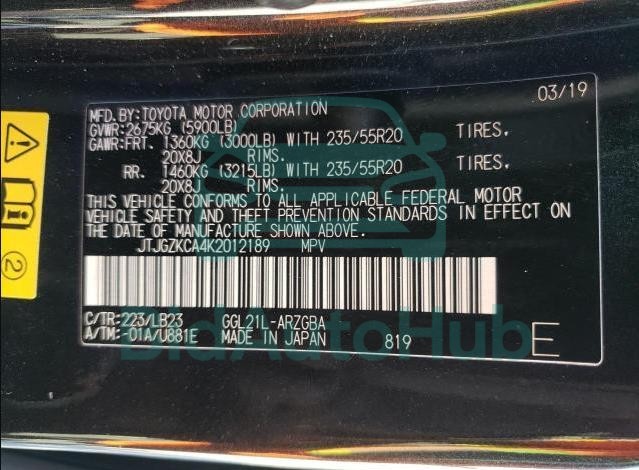 03/19
MFD.BY:TOYOTA MOTOR CORPORATION
GVWR:2675KG (5900LB)
GAWR:FRT. 1360KG (3000LB) WITH 235/55R20 TIRES,
20X8J RIMS.
RR. 1460KG (3215LB) WITH 235/55R20 TIRES,
20X8J RIMS.
THIS VEHICLE CONFORMS TO ALL APPLICABLE FEDERAL MOTOR
VEHICLE SAFETY AND THEFT PREVENTION STANDARDS IN EFFECT ON
THE DATE OF MANUFACTURE SHOWN ABOVE.
JTJGZKCA4K2012189 MPV
C/TR:223/LB23 GGL21L-ARZGBA
A/TM:-01A/U881E MADE IN JAPAN 819 E
BidAutoHub
2